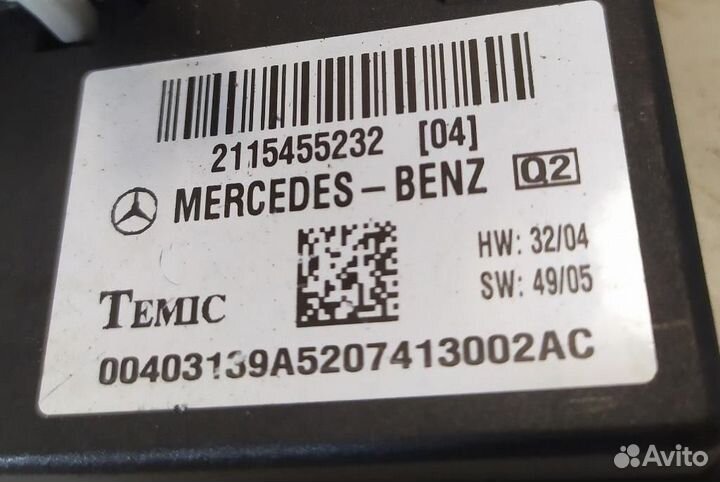 2115455232 [04]
MERCEDES-BENZ Q2
HW: 32/04
SW: 49/05
TEMIC
00403139A5207413002AC
Avito